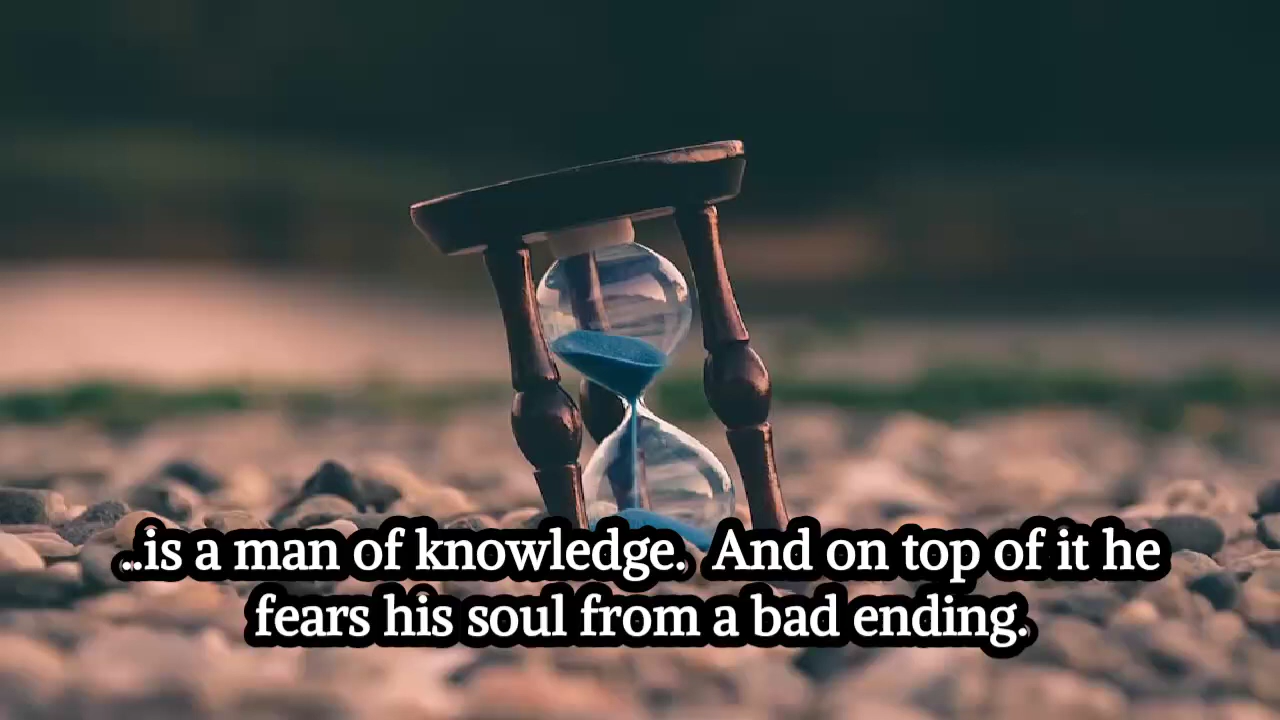 ..is a man of knowledge. And on top of it he
fears his soul from a bad ending.